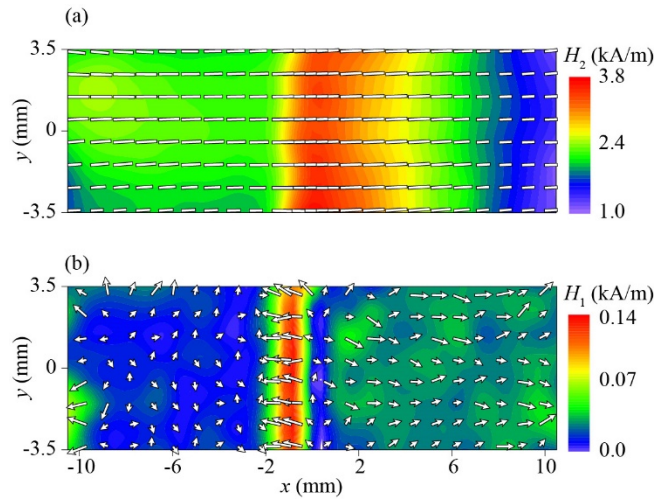 (a)
3.5
0
-3.5
y (mm)
H₂ (kA/m)
3.8
2.4
1.0
(b)
3.5
0
-3.5
y (mm)
H₁ (kA/m)
0.14
0.07
0.0
-10 -6 -2 2 6 10
x (mm)